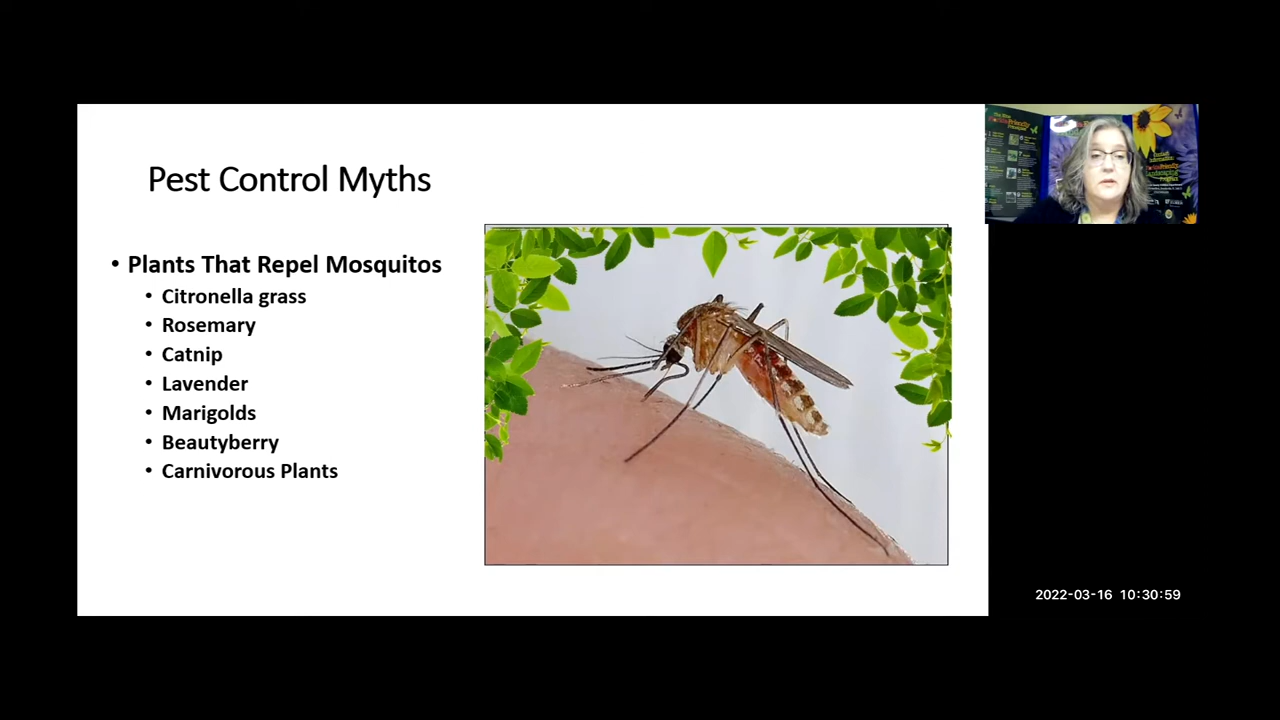 Pest Control Myths
• Plants That Repel Mosquitos
• Citronella grass
• Rosemary
• Catnip
• Lavender
• Marigolds
• Beautyberry
• Carnivorous Plants
2022-03-16 10:30:59